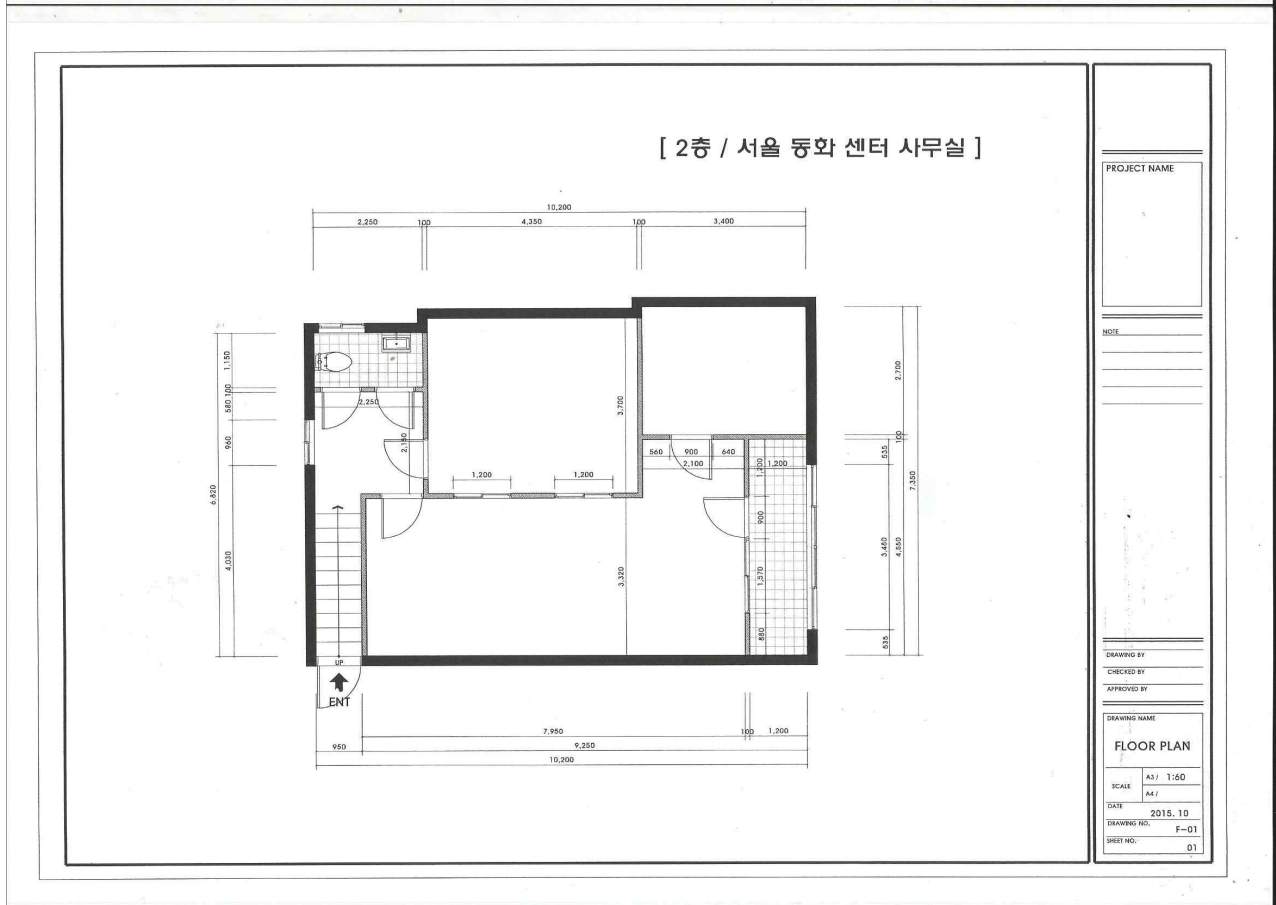 [ 2층 / 서울 동화 센터 사무실 ]
PROJECT NAME
NOTE
10,200
2,250 100 4,350 100 3,400
1,150
100
580
960
6,820
4,030
2,250
2,150
3,700
1,200 1,200
560 900 640
2,100 1,200
1,200
900
1,570
880
3,320
2,700
100
535
7,350
3,480
4,550
535
UP
ENT
7,950 100 1,200
950 9,250
10,200
DRAWING BY
CHECKED BY
APPROVED BY
DRAWING NAME
FLOOR PLAN
SCALE
A3 / 1:60
A4 /
DATE
2015. 10
DRAWING NO.
F-01
SHEET NO.
01